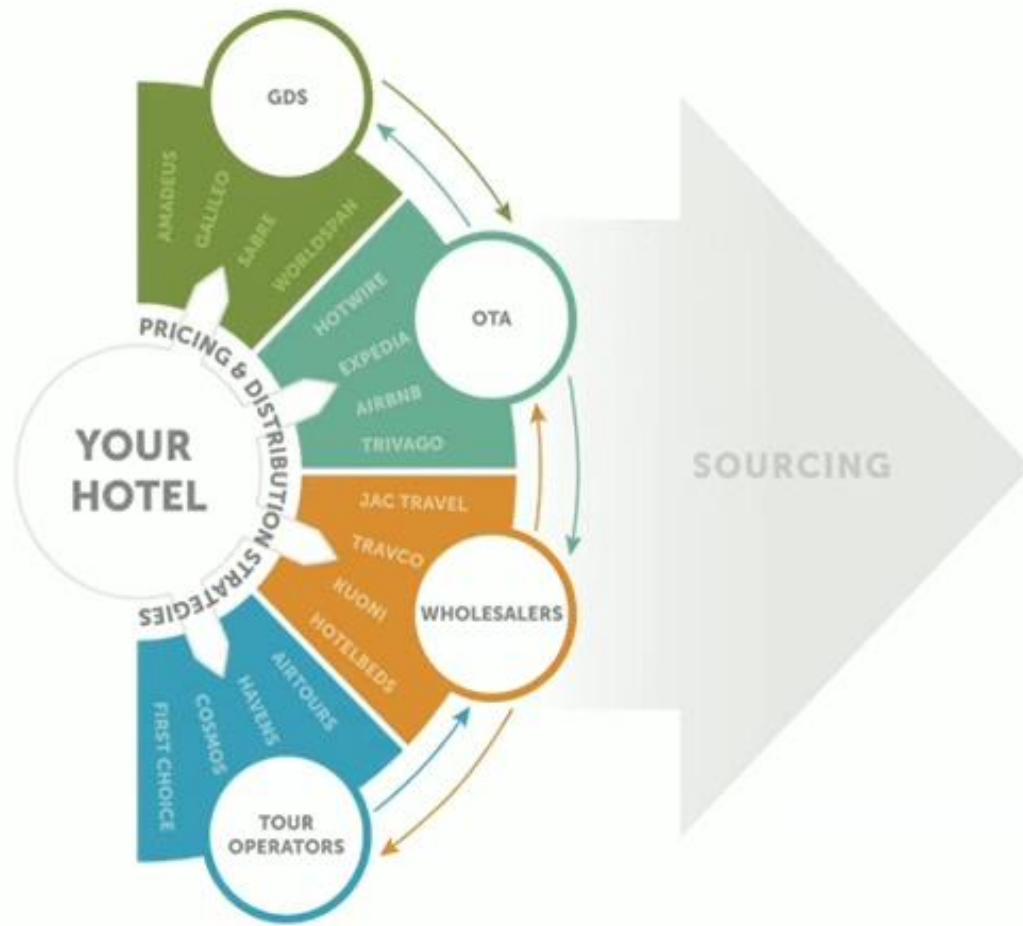 GDS
AMADEUS
GALILEO
SABRE
WORLDSPAN
HOTWIRE
EXPEDIA
AIRBNB
TRIVAGO
OTA
PRICING & DISTRIBUTION STRATEGIES
YOUR
HOTEL
SOURCING
JAC TRAVEL
TRAVCO
KUONI
HOTELBEDS
WHOLESALERS
AIRTOURS
HAVENS
COSMOS
FIRST CHOICE
TOUR
OPERATORS